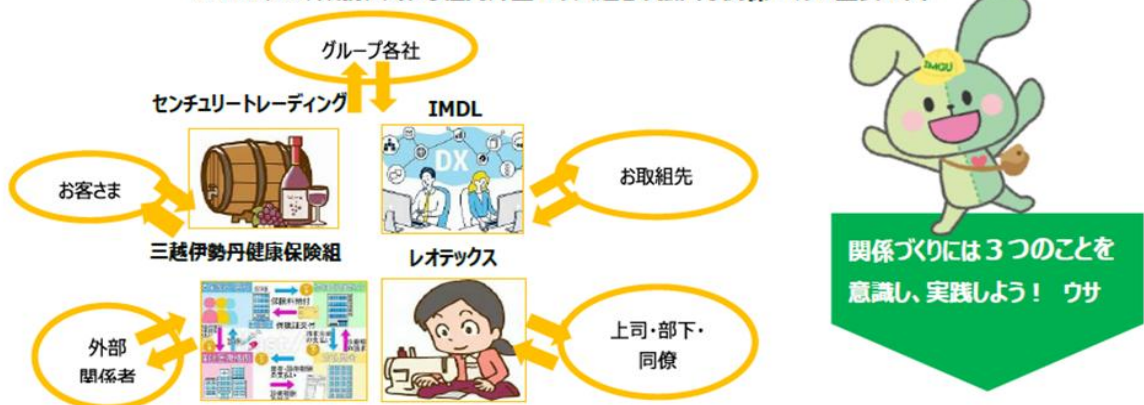 グループ各社
センチュリートレーディング
IMDL
IMGU
DX
お客さま
お取組先
三越伊勢丹健康保険組
レオテックス
関係づくりには３つのことを
意識し、実践しよう！ ウサ
外部
関係者
上司・部下・
同僚